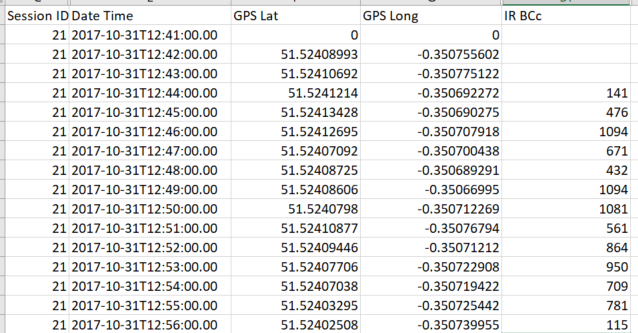 Session ID Date Time GPS Lat GPS Long IR BCc
21 2017-10-31T12:41:00.00 0 0
21 2017-10-31T12:42:00.00 51.52408993 -0.350755602
21 2017-10-31T12:43:00.00 51.52410692 -0.350775122
21 2017-10-31T12:44:00.00 51.5241214 -0.350692272 141
21 2017-10-31T12:45:00.00 51.52413428 -0.350690275 476
21 2017-10-31T12:46:00.00 51.52412695 -0.350707918 1094
21 2017-10-31T12:47:00.00 51.52407092 -0.350700438 671
21 2017-10-31T12:48:00.00 51.52408725 -0.350689291 432
21 2017-10-31T12:49:00.00 51.52408606 -0.35066995 1094
21 2017-10-31T12:50:00.00 51.5240798 -0.350712269 1081
21 2017-10-31T12:51:00.00 51.52410877 -0.35076794 561
21 2017-10-31T12:52:00.00 51.52409446 -0.35071212 864
21 2017-10-31T12:53:00.00 51.52407706 -0.350722908 950
21 2017-10-31T12:54:00.00 51.52407038 -0.350719422 709
21 2017-10-31T12:55:00.00 51.52403295 -0.350725442 781
21 2017-10-31T12:56:00.00 51.52402508 -0.350739955 115